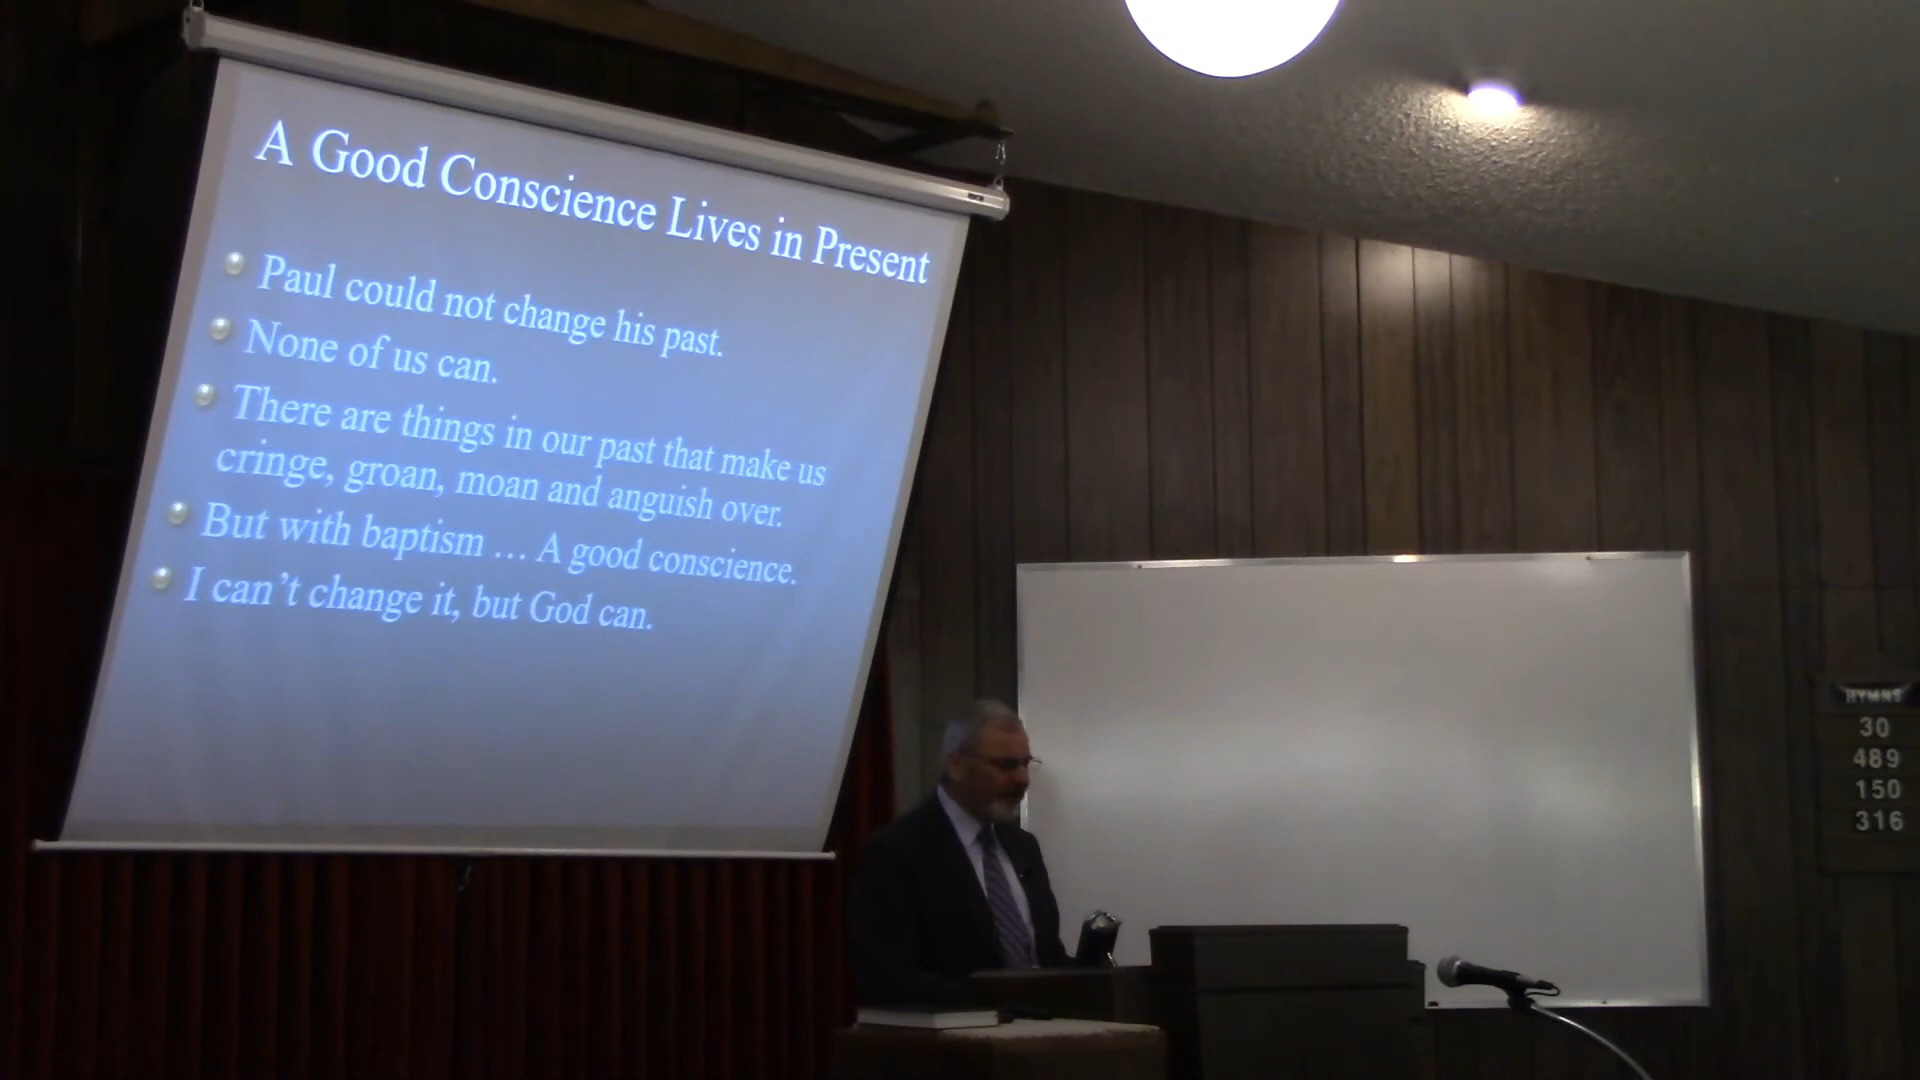 A Good Conscience Lives in Present
Paul could not change his past.
None of us can.
There are things in our past that make us
cringe, groan, moan and anguish over.
But with baptism ... A good conscience.
I can't change it, but God can.
HYMNS
30
489
150
316